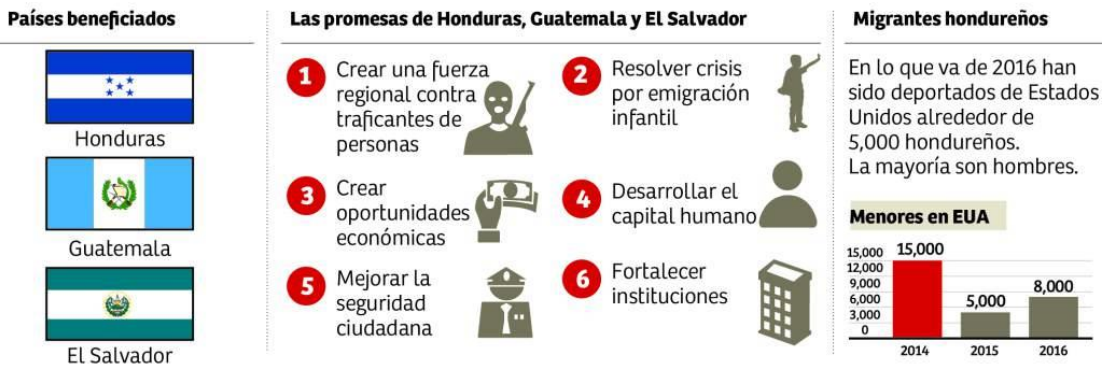 Países beneficiados
Honduras
Guatemala
El Salvador
Las promesas de Honduras, Guatemala y El Salvador
1
Crear una fuerza
regional contra
traficantes de
personas
2
Resolver crisis
por emigración
infantil
3
Crear
oportunidades
económicas
4
Desarrollar el
capital humano
5
Mejorar la
seguridad
ciudadana
6
Fortalecer
instituciones
Migrantes hondureños
En lo que va de 2016 han
sido deportados de Estados
Unidos alrededor de
5,000 hondureños.
La mayoría son hombres.
Menores en EUA
15,000
12,000
9,000
6,000
3,000
0
15,000
5,000
8,000
2014
2015
2016